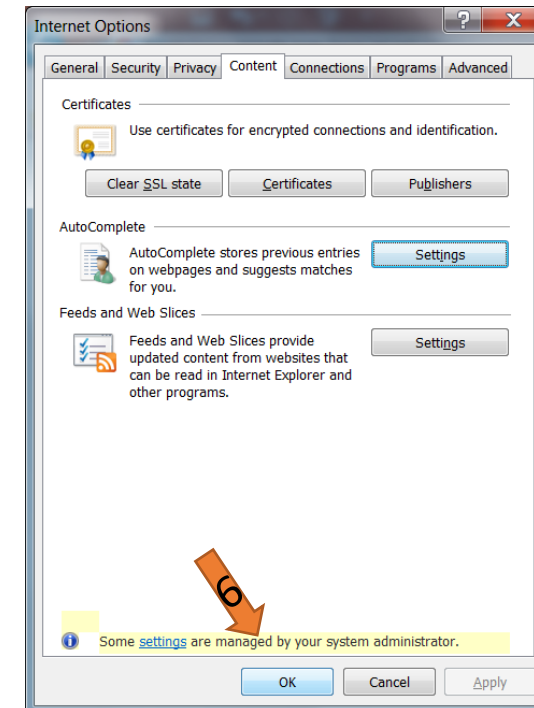 Internet Options
? X
General Security Privacy Content Connections Programs Advanced
Certificates
Use certificates for encrypted connections and identification.
Clear SSL state Certificates Publishers
AutoComplete
AutoComplete stores previous entries
on webpages and suggests matches
for you.
Settings
Feeds and Web Slices
Feeds and Web Slices provide
updated content from websites that
can be read in Internet Explorer and
other programs.
Settings
6
Some settings are managed by your system administrator.
OK Cancel Apply